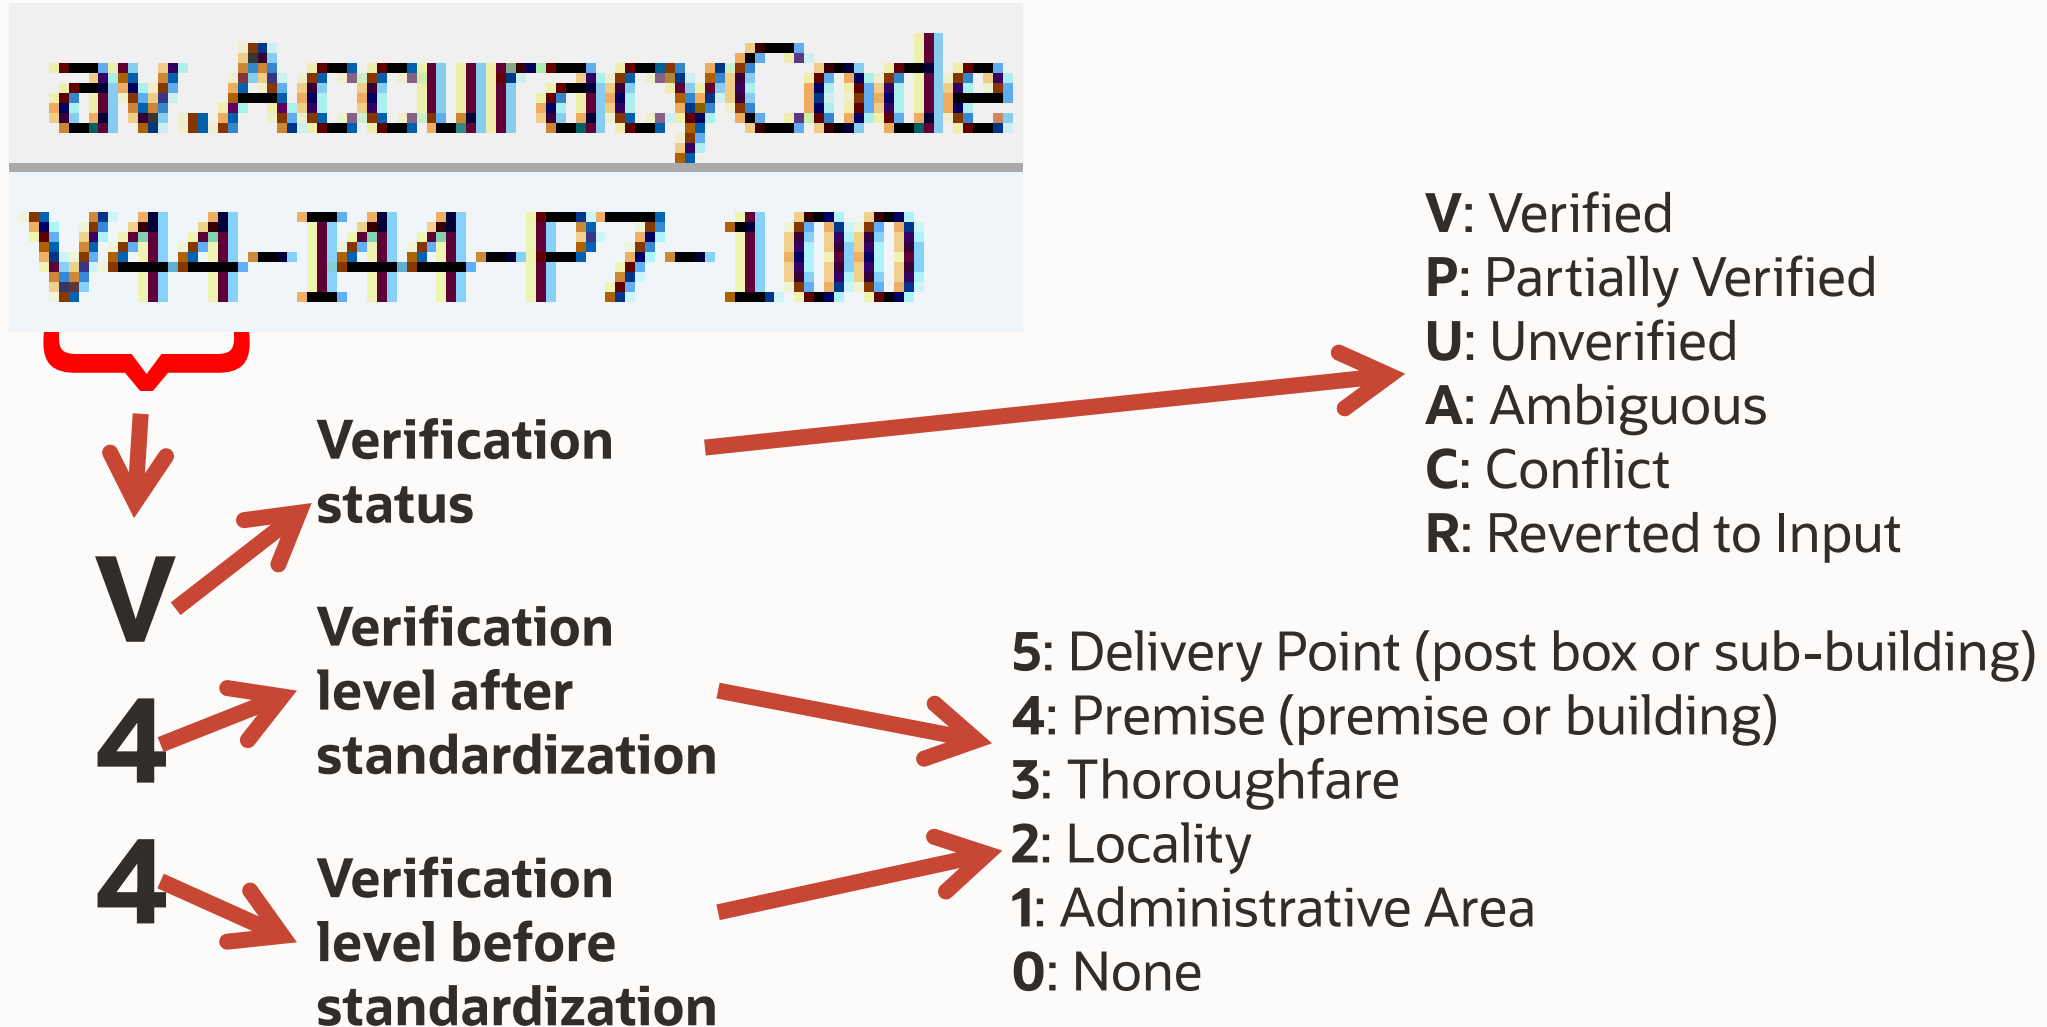 av.AccuracyCode
V44-I44-P7-100
V
4
4
Verification
status
Verification
level after
standardization
Verification
level before
standardization
V: Verified
P: Partially Verified
U: Unverified
A: Ambiguous
C: Conflict
R: Reverted to Input
5: Delivery Point (post box or sub-building)
4: Premise (premise or building)
3: Thoroughfare
2: Locality
1: Administrative Area
0: None